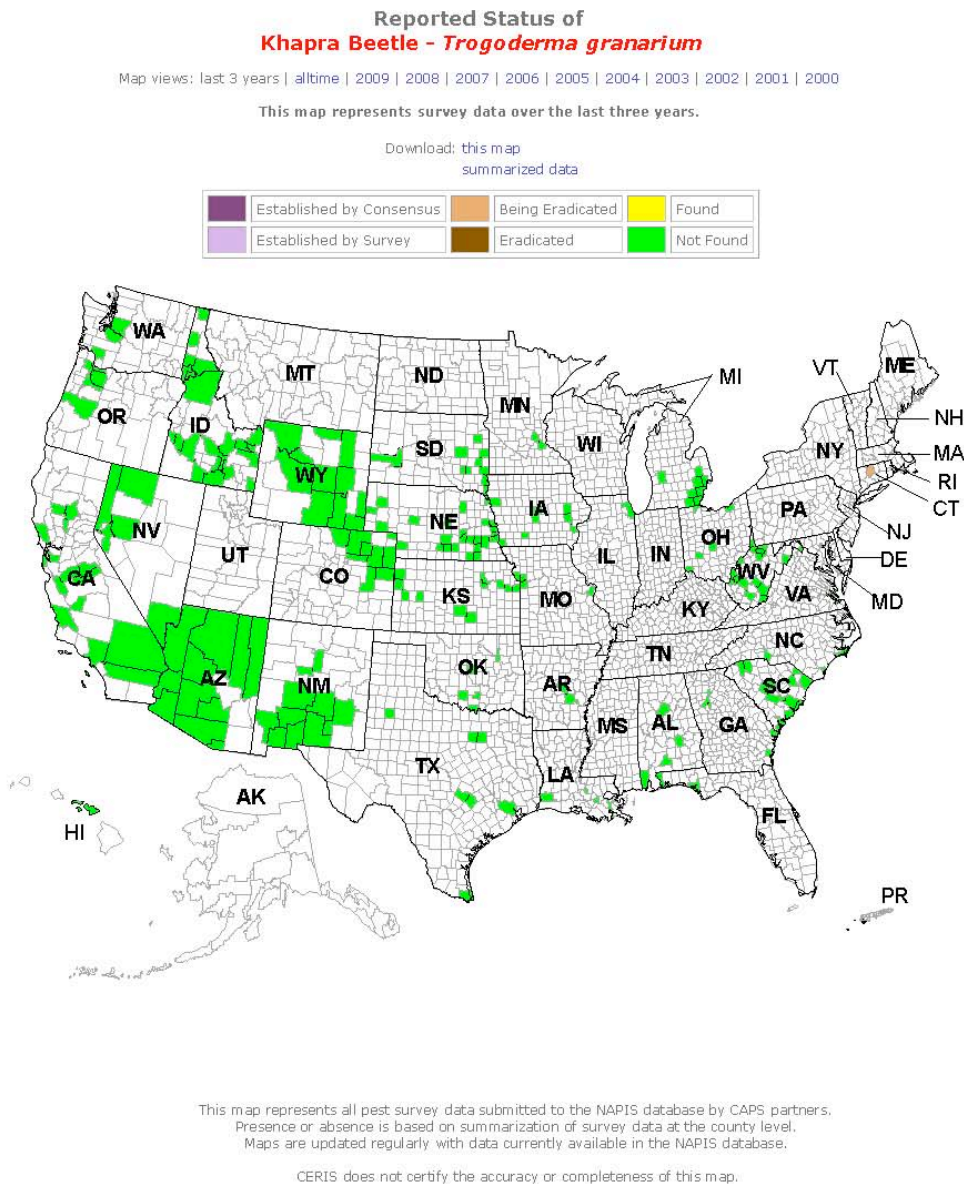 Reported Status of
Khapra Beetle - Trogoderma granarium
Map views: last 3 years | alltime | 2009 | 2008 | 2007 | 2006 | 2005 | 2004 | 2003 | 2002 | 2001 | 2000
This map represents survey data over the last three years.
Download: this map
summarized data
Established by Consensus Being Eradicated Found
Established by Survey Eradicated Not Found
WA
MT
ND
MN
MI
VT
ME
OR
ID
SD
WI
NY
NH
MA
RI
CT
WY
NE
IA
PA
NJ
NV
UT
CO
IL
IN
OH
WV
DE
CA
KS
MO
KY
VA
MD
AZ
NM
OK
AR
TN
NC
SC
TX
LA
MS
AL
GA
AK
HI
FL
PR
This map represents all pest survey data submitted to the NAPIS database by CAPS partners.
Presence or absence is based on summarization of survey data at the county level.
Maps are updated regularly with data currently available in the NAPIS database.
CERIS does not certify the accuracy or completeness of this map.